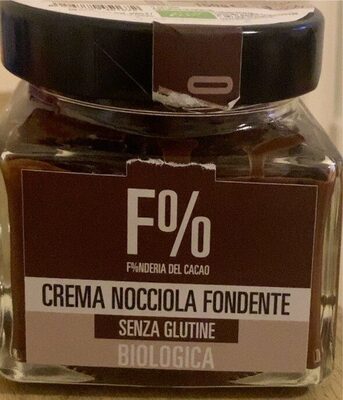 F%
F%NDERIA DEL CACAO
CREMA NOCCIOLA FONDENTE
SENZA GLUTINE
BIOLOGICA